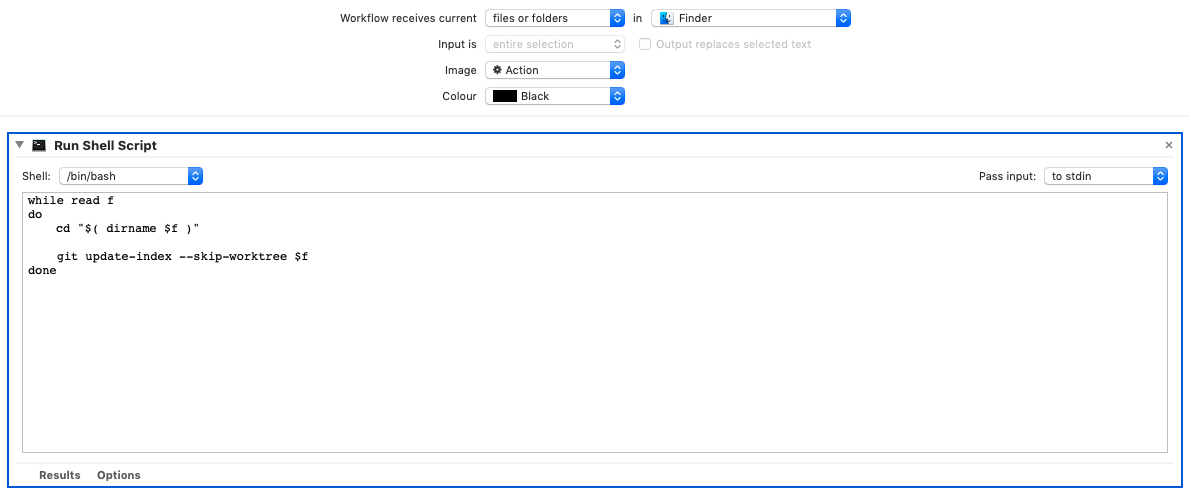 Workflow receives current files or folders in Finder
Input is entire selection Output replaces selected text
Image Action
Colour Black
Run Shell Script
Shell: /bin/bash Pass input: to stdin
while read f
do
    cd "$( dirname $f )"
    git update-index --skip-worktree $f
done
Results Options